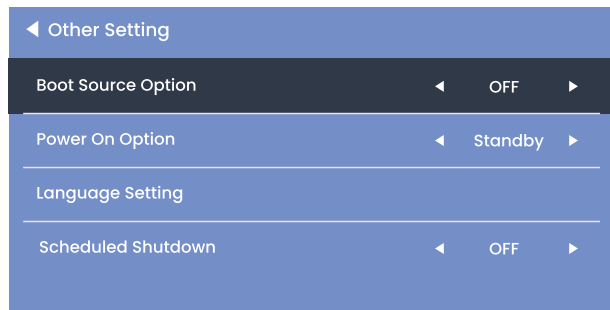 Other Setting
Boot Source Option OFF
Power On Option Standby
Language Setting
Scheduled Shutdown OFF